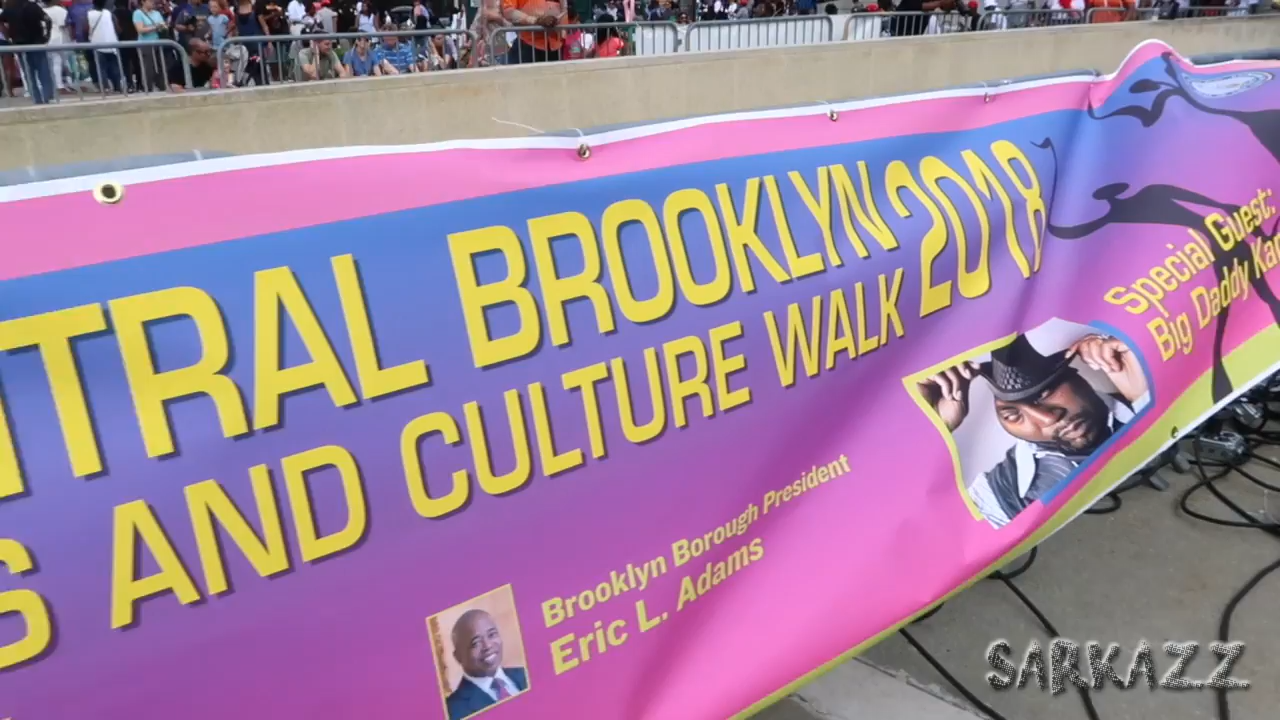 TRAL BROOKLYN 2018
S AND CULTURE WALK
Special Guest:
Big Daddy Ka
Brooklyn Borough President
Eric L. Adams
SARKAZZ